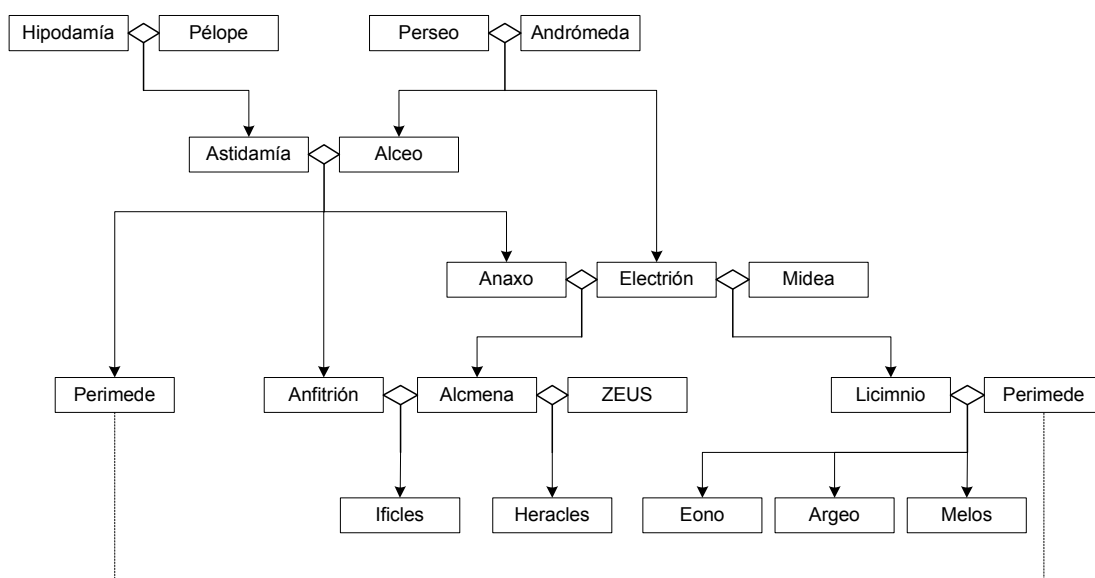 Hipodamía Pélope Perseo Andrómeda
Astidamía Alceo
Anaxo Electrión Midea
Perimede Anfitrión Alcmena ZEUS Licimnio Perimede
Ificles Heracles Eono Argeo Melos